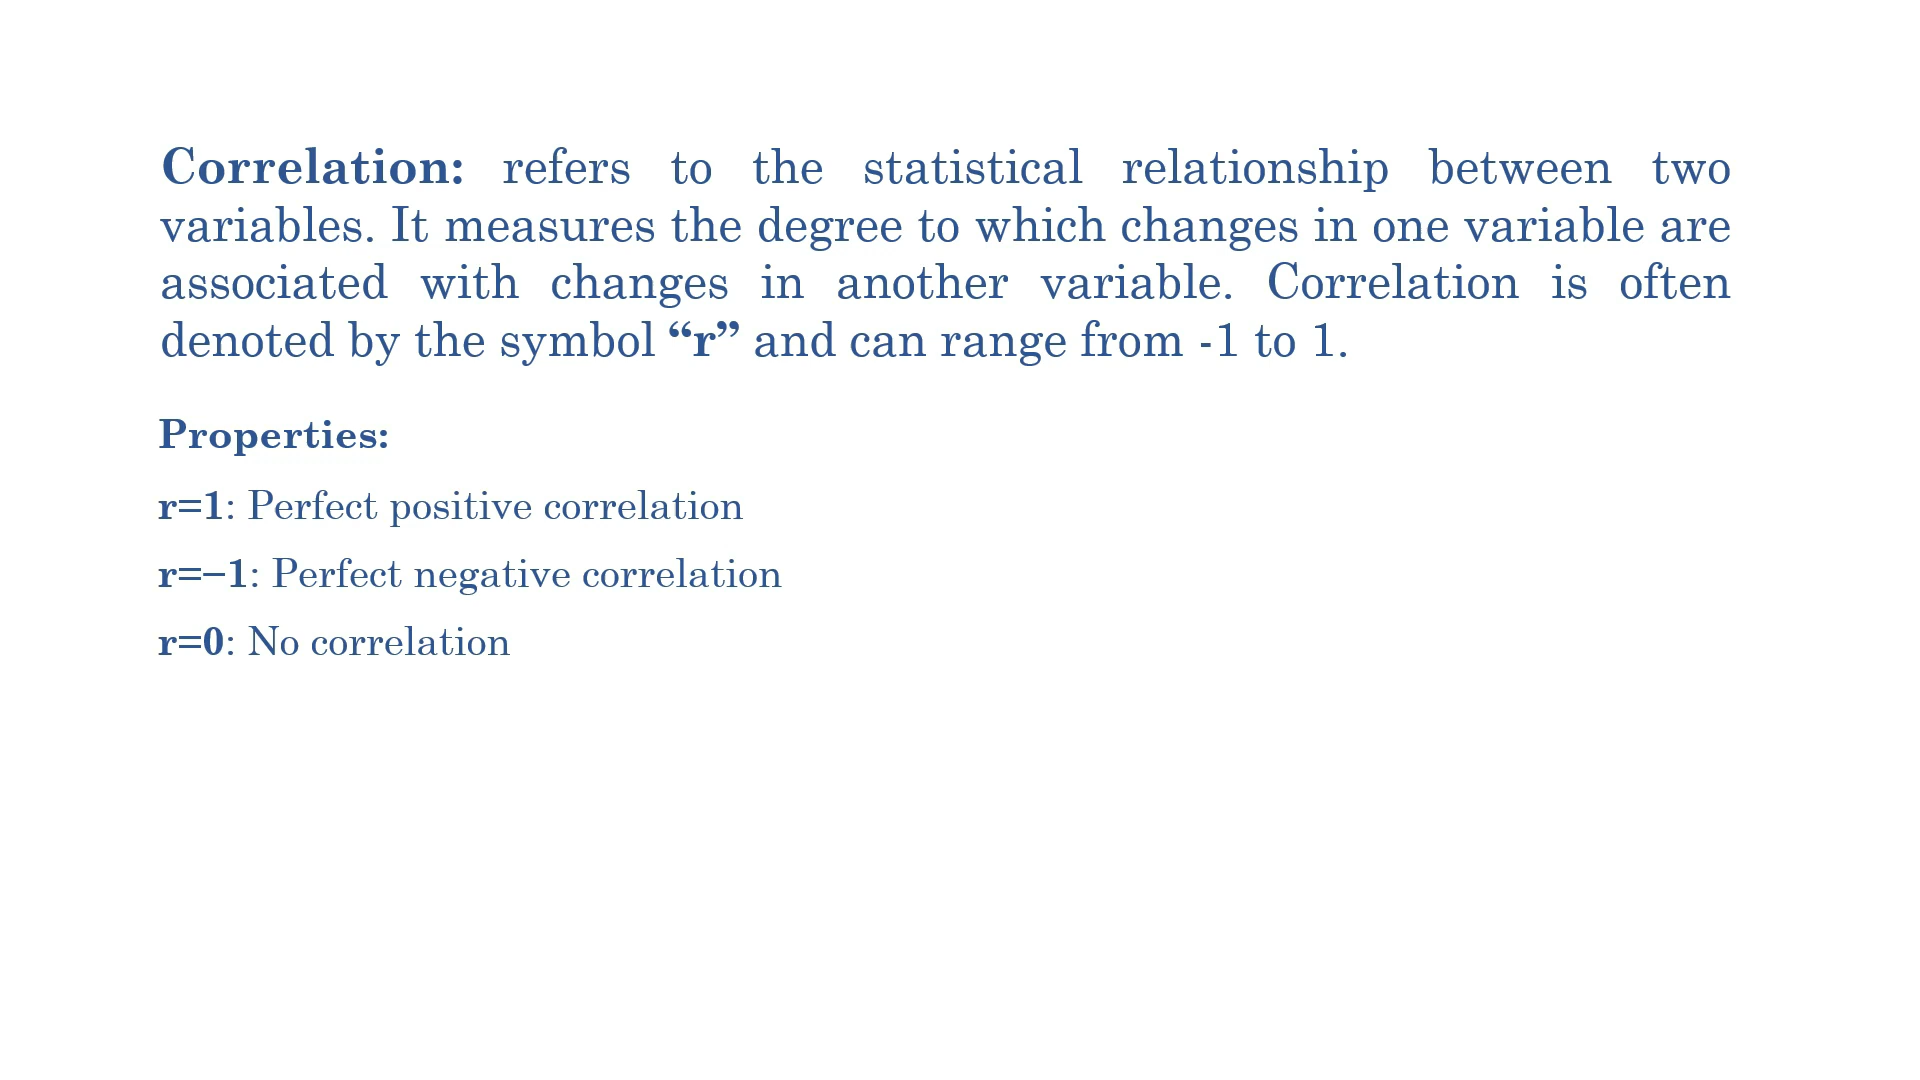 Correlation: refers to the statistical relationship between two
variables. It measures the degree to which changes in one variable are
associated with changes in another variable. Correlation is often
denoted by the symbol “r” and can range from -1 to 1.
Properties:
r=1: Perfect positive correlation
r=−1: Perfect negative correlation
r=0: No correlation